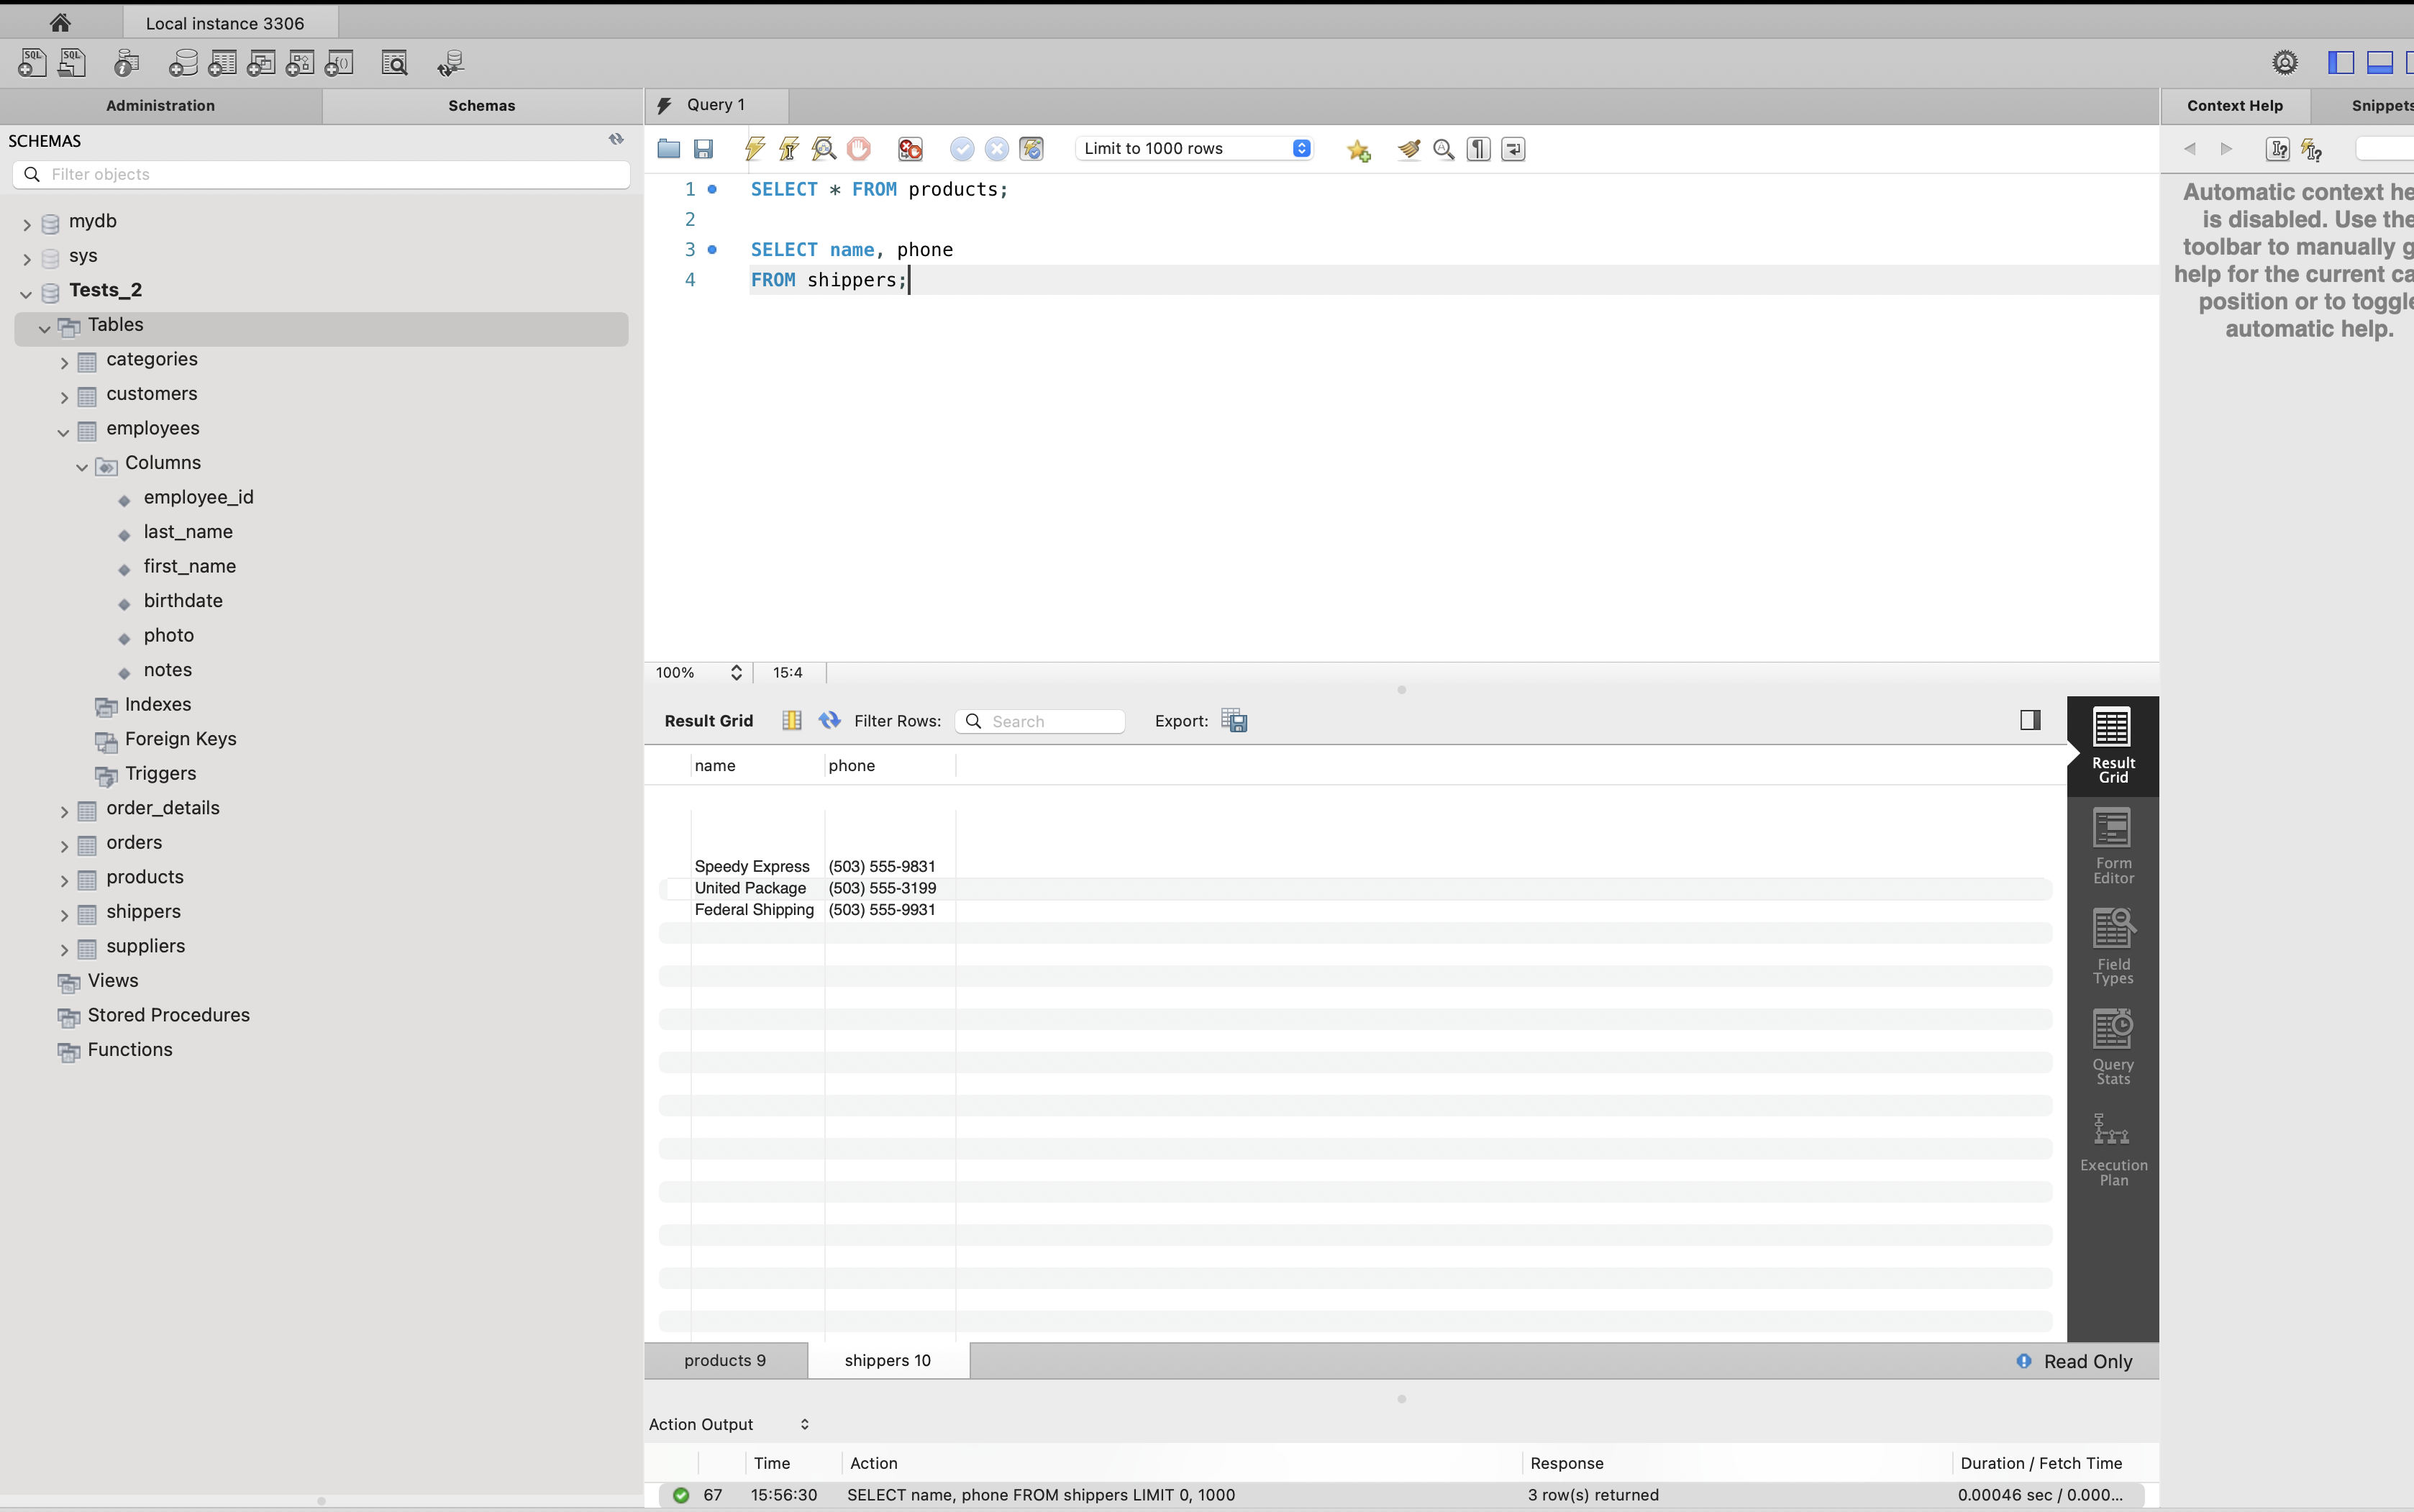 Local instance 3306
SQL SQL
Administration
Schemas
SCHEMAS
Filter objects
mydb
sys
Tests_2
Tables
categories
customers
employees
Columns
employee_id
last_name
first_name
birthdate
photo
notes
Indexes
Foreign Keys
Triggers
order_details
orders
products
shippers
suppliers
Views
Stored Procedures
Functions
Query 1
Limit to 1000 rows
1 SELECT * FROM products;
2
3 SELECT name, phone
4 FROM shippers;
100% 15:4
Result Grid Filter Rows: Search Export:
name phone
Speedy Express (503) 555-9831
United Package (503) 555-3199
Federal Shipping (503) 555-9931
Result
Grid
Form
Editor
Field
Types
Query
Stats
Execution
Plan
products 9 shippers 10 Read Only
Action Output
Time Action Response Duration / Fetch Time
67 15:56:30 SELECT name, phone FROM shippers LIMIT 0, 1000 3 row(s) returned 0.00046 sec / 0.000...
Context Help Snippets
Automatic context he
is disabled. Use the
toolbar to manually g
help for the current ca
position or to toggle
automatic help.